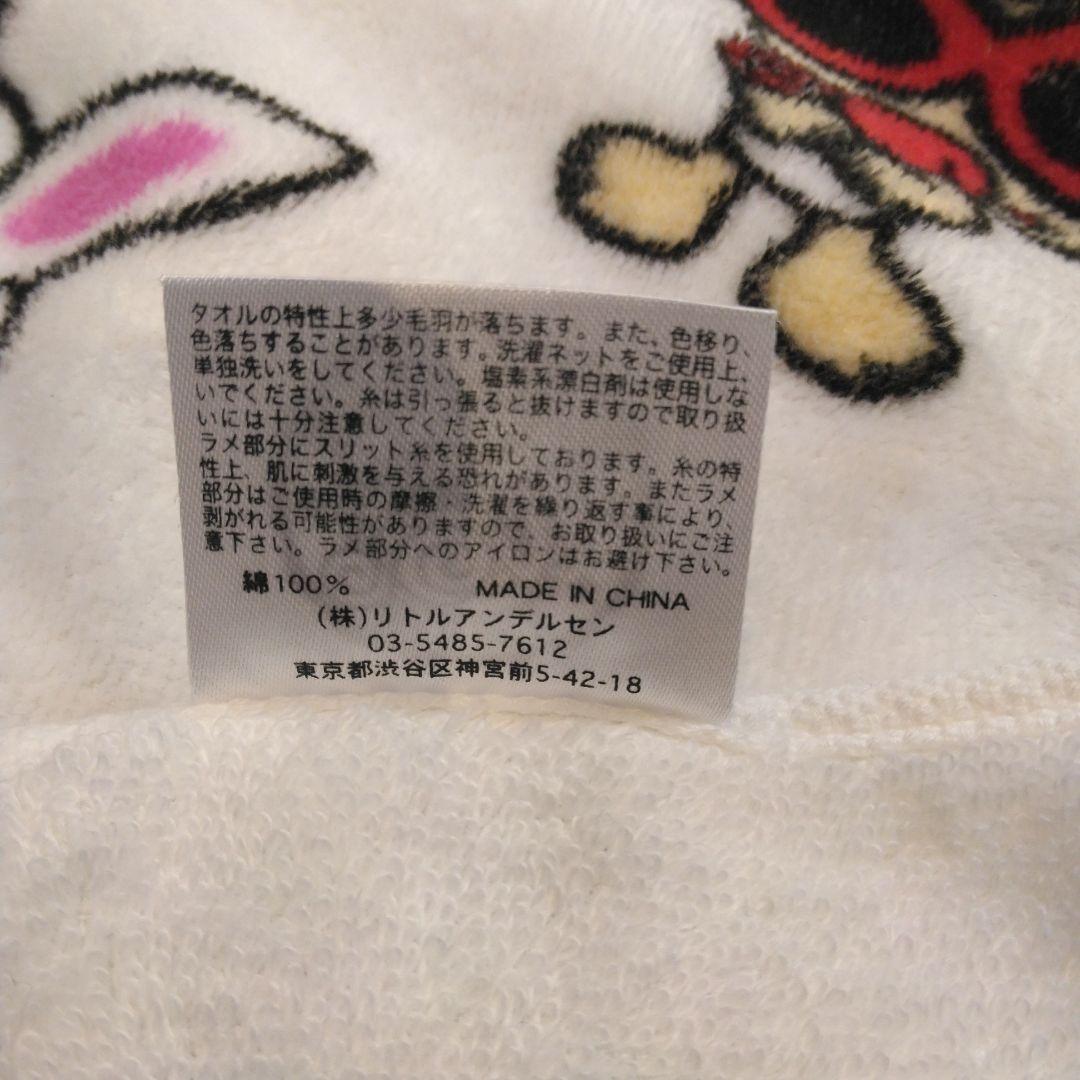 タオルの特性上多少毛羽が落ちます。また、色移り、
色落ちすることがあります。洗濯ネットをご使用上、
単独洗いをしてください。塩素系漂白剤は使用しな
いでください。糸は引っ張ると抜けますので取り扱
いには十分注意してください。
ラメ部分にスリット糸を使用しております。糸の特
性上、肌に刺激を与える恐れがあります。またラメ
部分はご使用時の摩擦・洗濯を繰り返す事により、
剥がれる可能性がありますので、お取り扱いにご注
意下さい。ラメ部分へのアイロンはお避け下さい。
綿100% MADE IN CHINA
(株)リトルアンデルセン
03-5485-7612
東京都渋谷区神宮前5-42-18